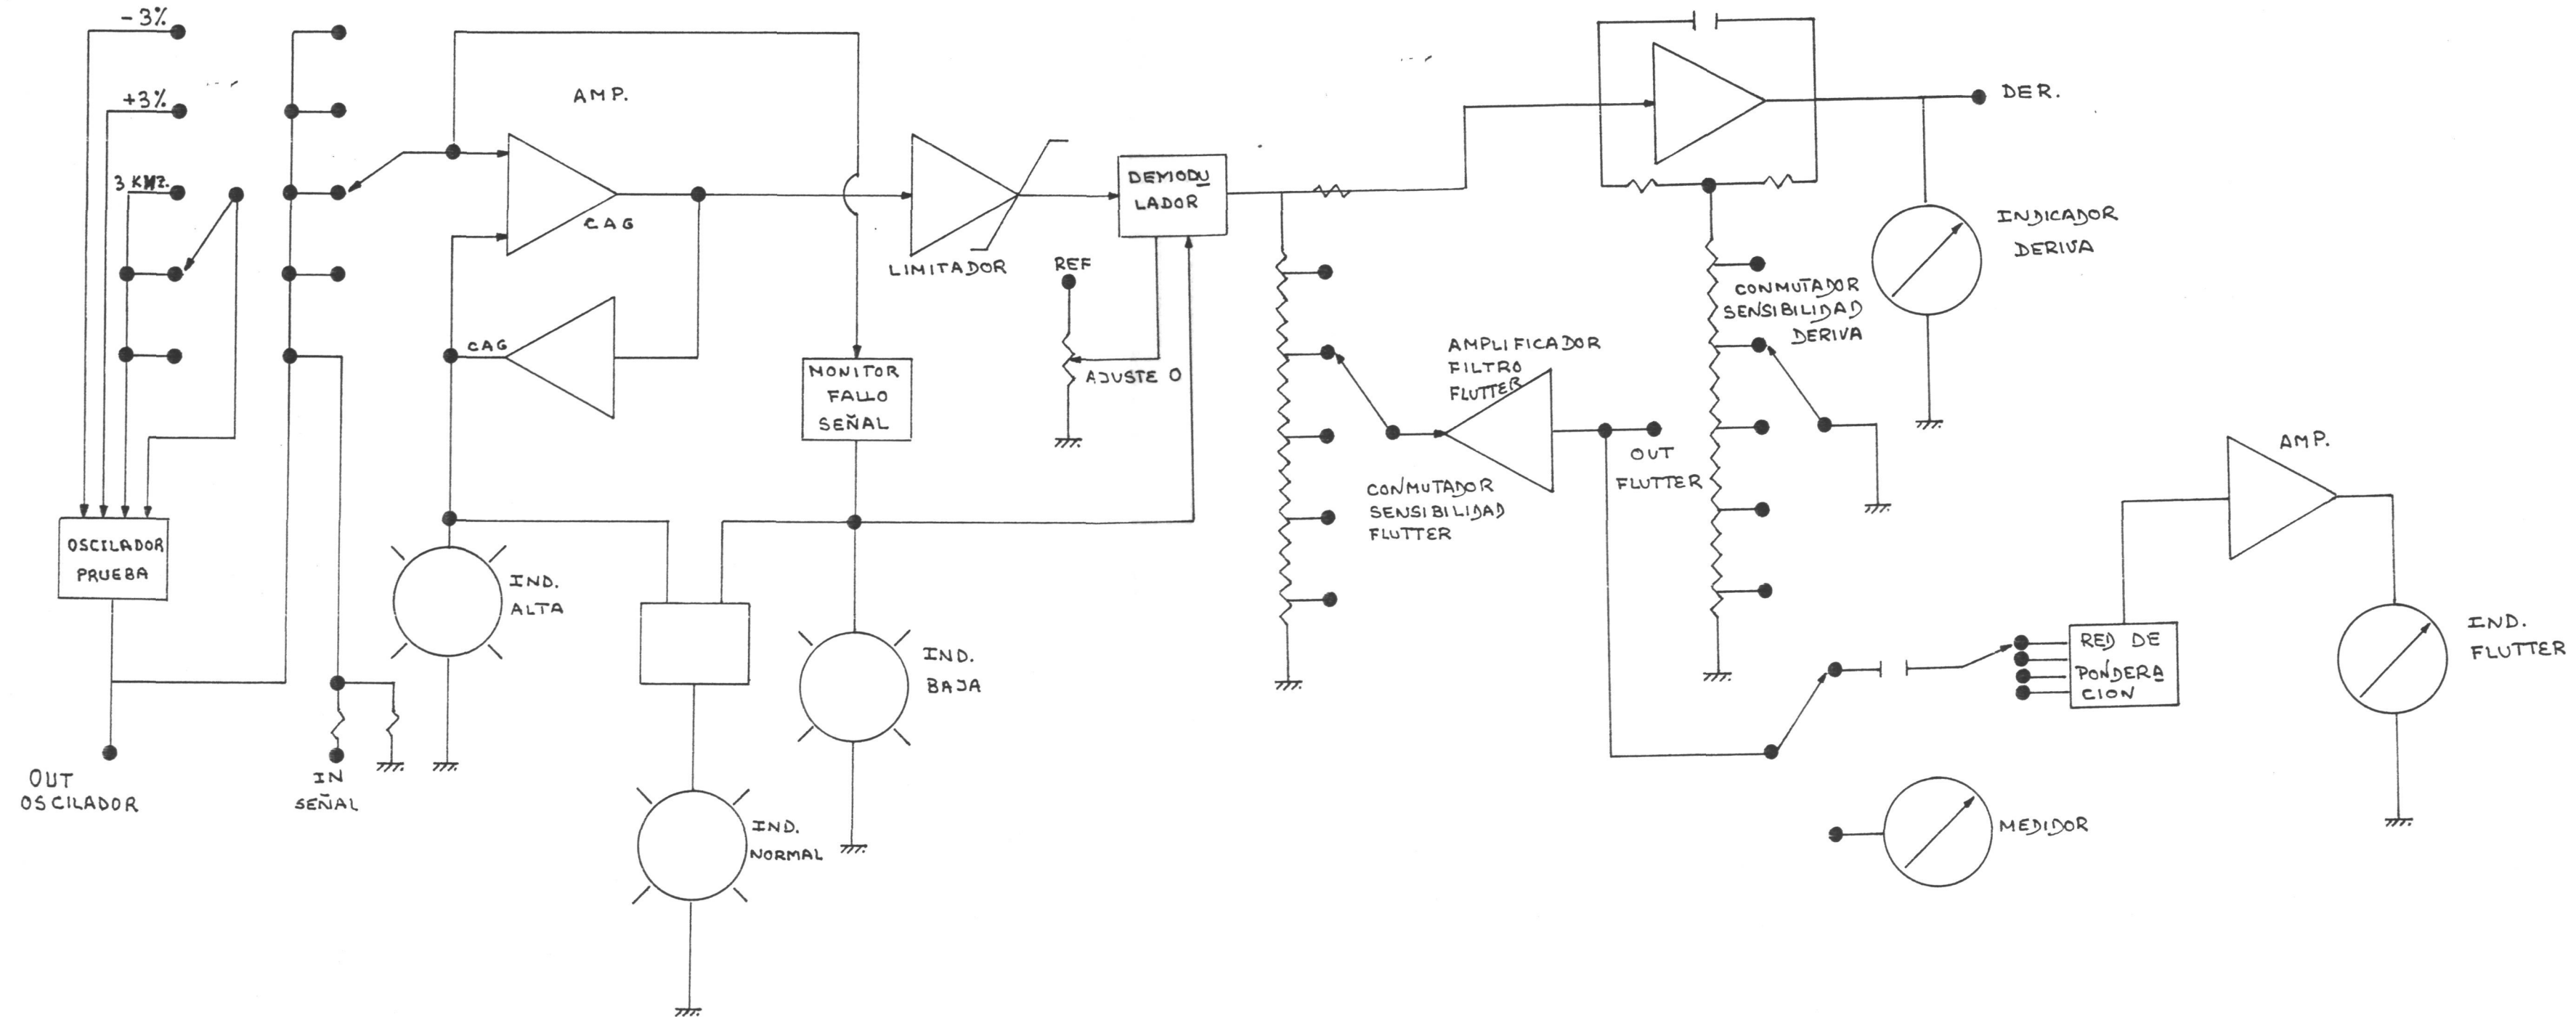 - 3%
+3%
3 KHZ.
OSCILADOR
PRUEBA
OUT
OSCILADOR
IN
SEÑAL
AMP.
CAG
CAG
IND.
ALTA
LIMITADOR
MONITOR
FALLO
SEÑAL
IND.
BAJA
IND.
NORMAL
DEMODU
LADOR
REF
AJUSTE O
CONMUTADOR
SENSIBILIDAD
FLUTTER
AMPLIFICADOR
FILTRO
FLUTTER
OUT
FLUTTER
DER.
INDICADOR
DERIVA
CONMUTADOR
SENSIBILIDAD
DERIVA
RED DE
PONDERA
CION
AMP.
IND.
FLUTTER
MEDIDOR